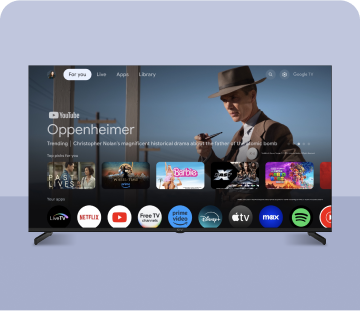 For you Live Apps Library Google TV
YouTube
Oppenheimer
Trending | Christopher Nolan's magnificent historical drama about the father of the atomic bomb
Top picks for you
PAST
LIVES
Barbie
Your apps
LiveTV NETFLIX Free TV channels prime video Disney+ tv max